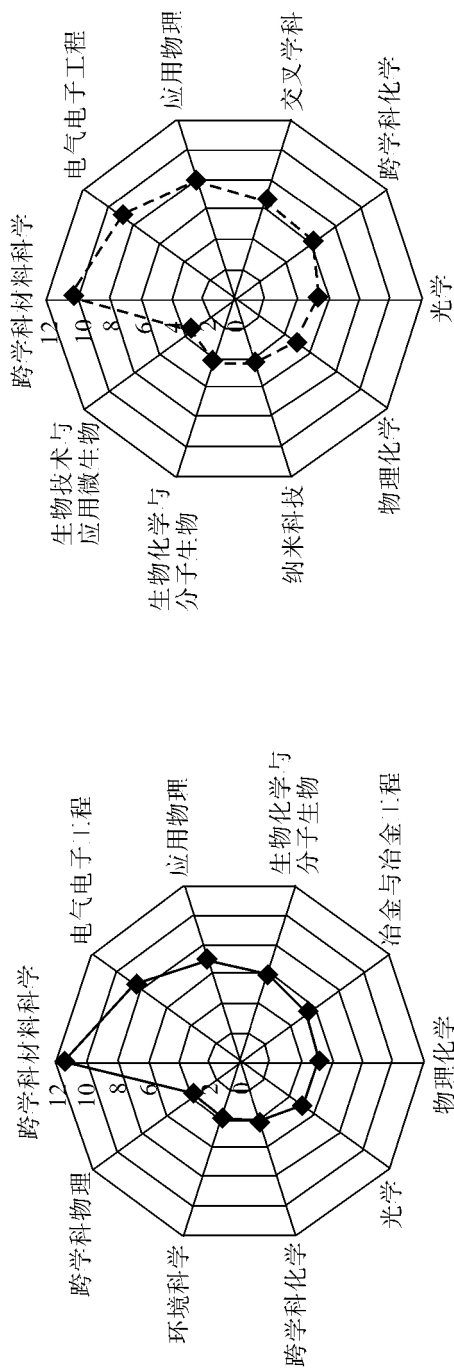 跨学科材料科学
12
10
8
6
2
0
电气电子工程
应用物理
生物化学与
分子生物
冶金与冶金工程
物理化学
光学
跨学科化学
环境科学
跨学科物理
跨学科材料科学
12
10
8
6
4
2
0
电气电子工程
应用物理
交叉学科
跨学科化学
光学
物理化学
纳米科技
生物化学与
分子生物
生物技术与
应用微生物